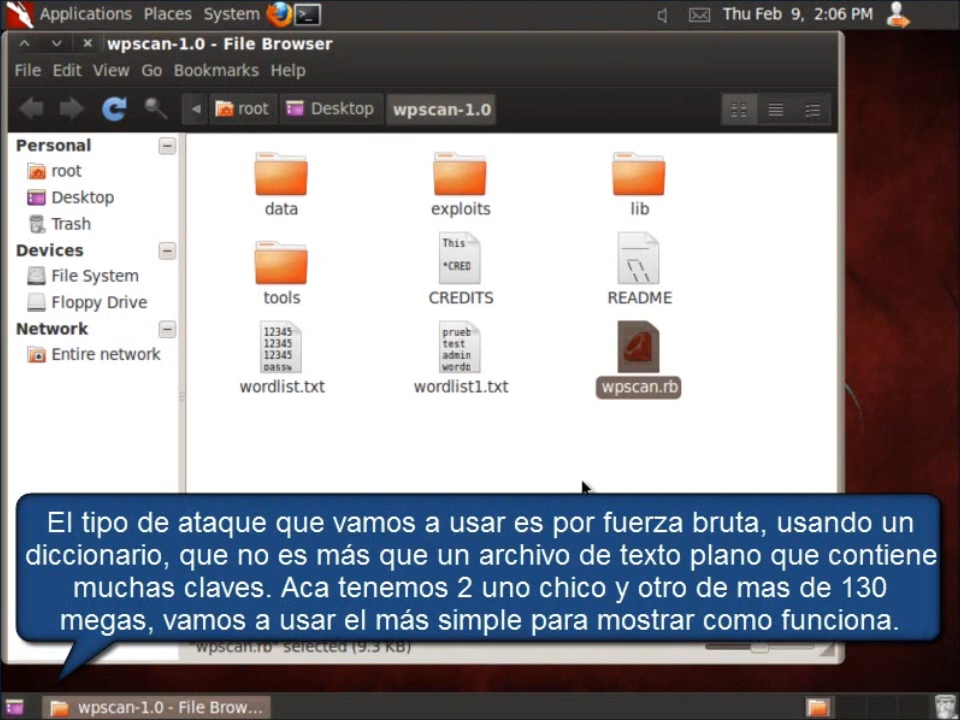 Applications Places System Thu Feb 9, 2:06 PM
wpscan-1.0 - File Browser
File Edit View Go Bookmarks Help
root Desktop wpscan-1.0
Personal
root
Desktop
Trash
Devices
File System
Floppy Drive
Network
Entire network
data exploits lib
This
*CRED
tools CREDITS README
12345
12345
12345
passw
prueb
test
admin
wordp
wordlist.txt wordlist1.txt wpscan.rb
El tipo de ataque que vamos a usar es por fuerza bruta, usando un
diccionario, que no es más que un archivo de texto plano que contiene
muchas claves. Aca tenemos 2 uno chico y otro de mas de 130
megas, vamos a usar el más simple para mostrar como funciona.
"wpscan.rb" selected (9.3 KB)
wpscan-1.0 - File Brow...